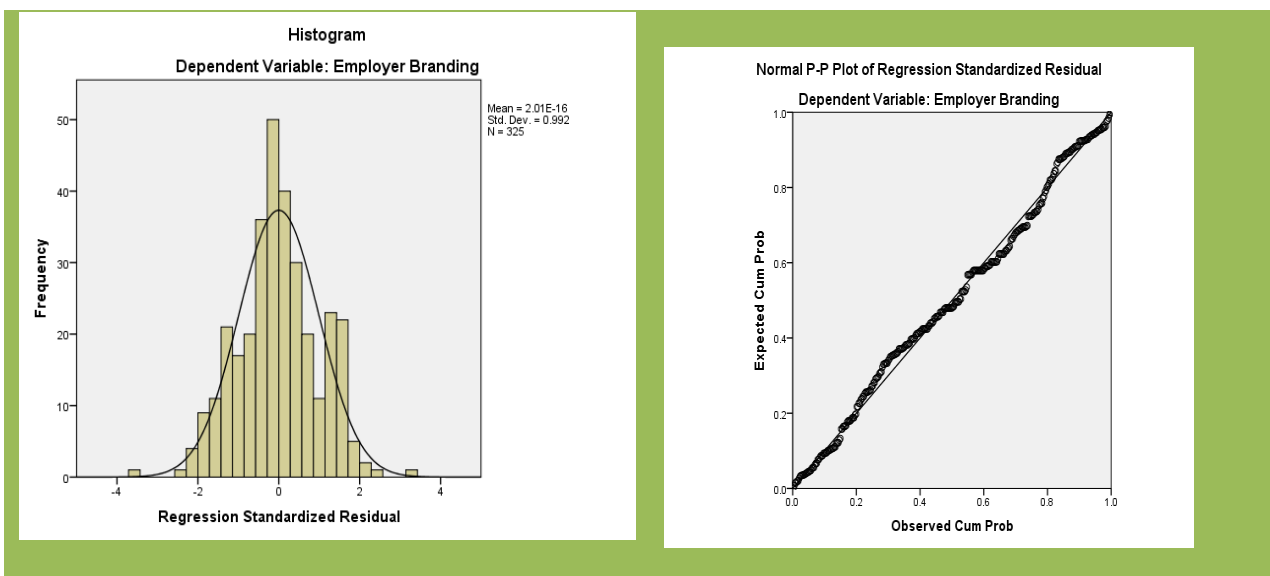 Histogram
Dependent Variable: Employer Branding
Mean = 2.01E-16
Std. Dev. = 0.992
N = 325
Frequency
50
40
30
20
10
0
-4 -2 0 2 4
Regression Standardized Residual
Normal P-P Plot of Regression Standardized Residual
Dependent Variable: Employer Branding
Expected Cum Prob
1.0
0.8
0.6
0.4
0.2
0.0
0.0 0.2 0.4 0.6 0.8 1.0
Observed Cum Prob